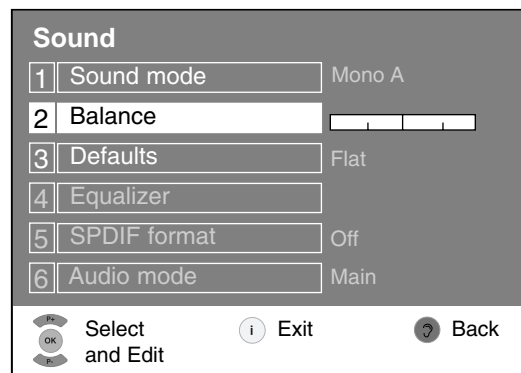 Sound
1 Sound mode Mono A
2 Balance
3 Defaults Flat
4 Equalizer
5 SPDIF format Off
6 Audio mode Main
P+
OK Select i Exit Back
P- and Edit